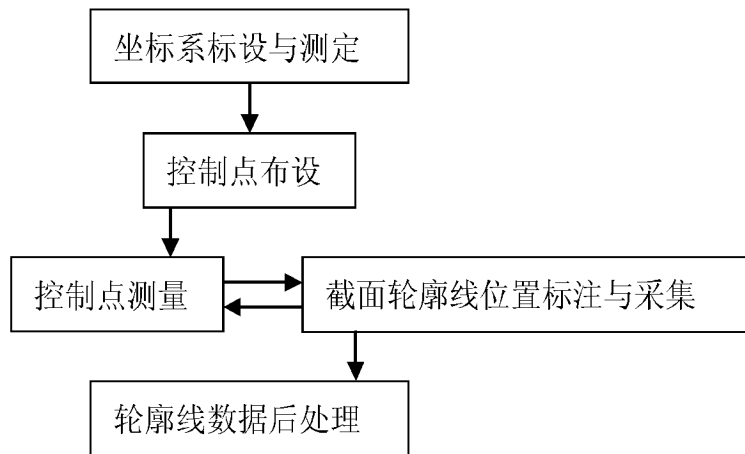 坐标系标设与测定
控制点布设
控制点测量
截面轮廓线位置标注与采集
轮廓线数据后处理